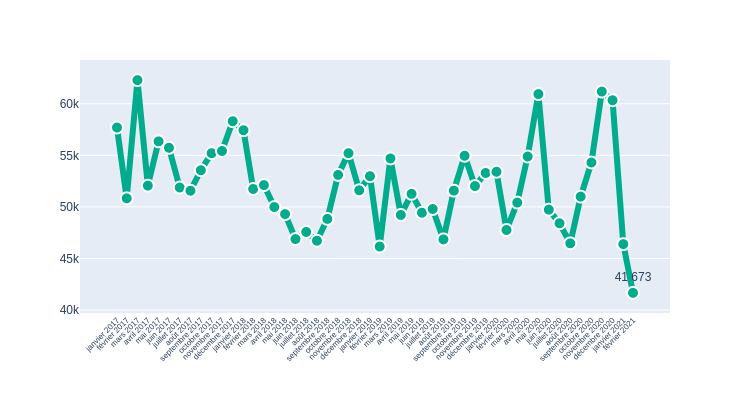 60k
55k
50k
45k
40k
41,673
janvier 2017
février 2017
mars 2017
avril 2017
mai 2017
juin 2017
juillet 2017
août 2017
septembre 2017
octobre 2017
novembre 2017
décembre 2017
janvier 2018
février 2018
mars 2018
avril 2018
mai 2018
juin 2018
juillet 2018
août 2018
septembre 2018
octobre 2018
novembre 2018
décembre 2018
janvier 2019
février 2019
mars 2019
avril 2019
mai 2019
juin 2019
juillet 2019
août 2019
septembre 2019
octobre 2019
novembre 2019
décembre 2019
janvier 2020
février 2020
mars 2020
avril 2020
mai 2020
juin 2020
juillet 2020
août 2020
septembre 2020
octobre 2020
novembre 2020
décembre 2020
janvier 2021
février 2021